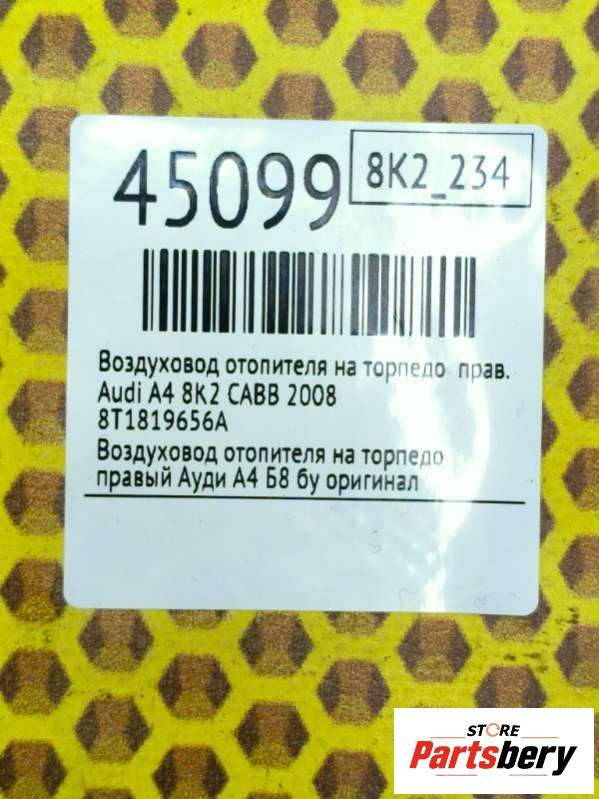 45099
8K2_234
Воздуховод отопителя на торпедо прав.
Audi A4 8K2 CABB 2008
8T1819656A
Воздуховод отопителя на торпедо
правый Ауди А4 Б8 бу оригинал
STORE
Partsbery